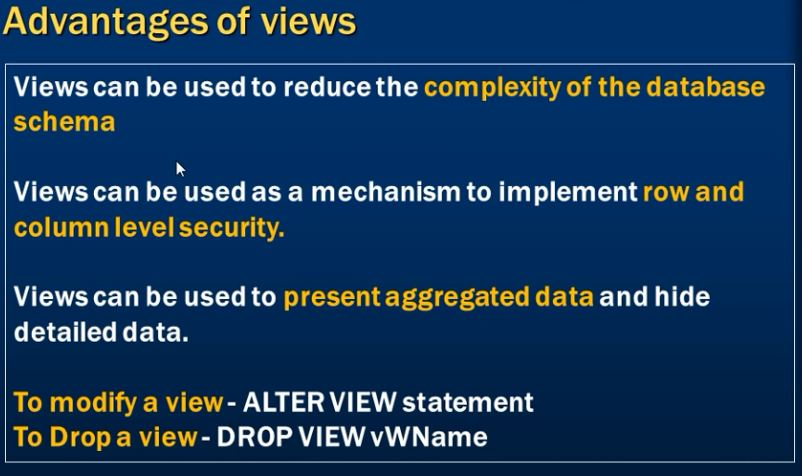 Advantages of views
Views can be used to reduce the complexity of the database
schema
Views can be used as a mechanism to implement row and
column level security.
Views can be used to present aggregated data and hide
detailed data.
To modify a view - ALTER VIEW statement
To Drop a view - DROP VIEW vWName